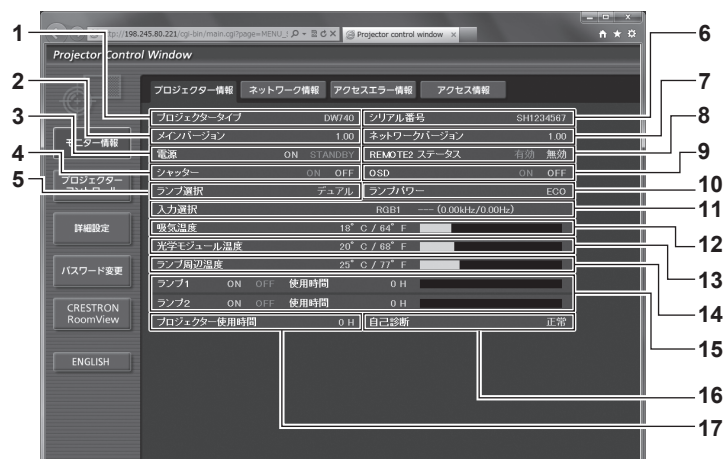 http://198.245.80.221/cgi-bin/main.cgi?page=MENU_
Projector control window
Projector Control Window
プロジェクター情報 ネットワーク情報 アクセスエラー情報 アクセス情報
プロジェクタータイプ DW740 シリアル番号 SH1234567
メインバージョン 1.00 ネットワークバージョン 1.00
電源 ON STANDBY REMOTE2 ステータス 有効 無効
シャッター ON OFF OSD ON OFF
ランプ選択 デュアル ランプパワー ECO
入力選択 RGB1 --- (0.00kHz/0.00Hz)
吸気温度 18° C / 64° F
光学モジュール温度 20° C / 68° F
ランプ周辺温度 25° C / 77° F
ランプ1 ON OFF 使用時間 0 H
ランプ2 ON OFF 使用時間 0 H
プロジェクター使用時間 0 H 自己診断 正常
モニター情報
プロジェクター
コントロール
詳細設定
パスワード変更
CRESTRON
RoomView
ENGLISH
1
2
3
4
5
6
7
8
9
10
11
12
13
14
15
16
17